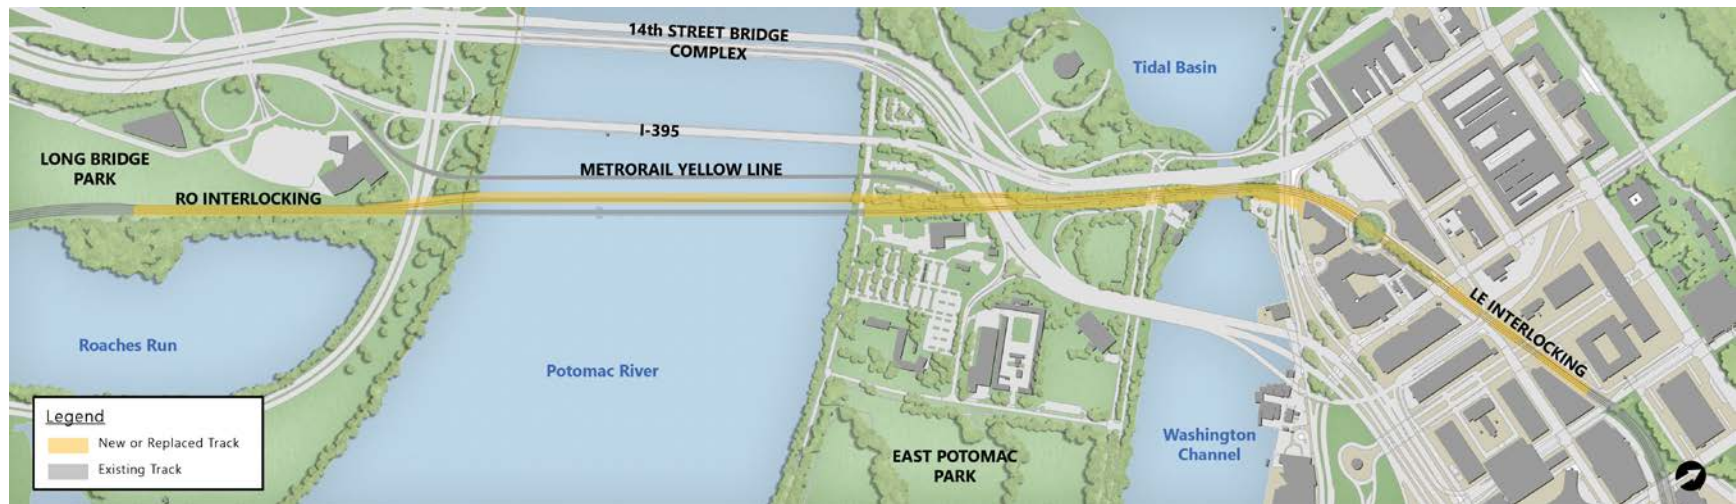 14th STREET BRIDGE
COMPLEX
Tidal Basin
I-395
LONG BRIDGE
PARK
METRORAIL YELLOW LINE
RO INTERLOCKING
LE INTERLOCKING
Roaches Run
Potomac River
Legend
New or Replaced Track
Existing Track
EAST POTOMAC
PARK
Washington
Channel